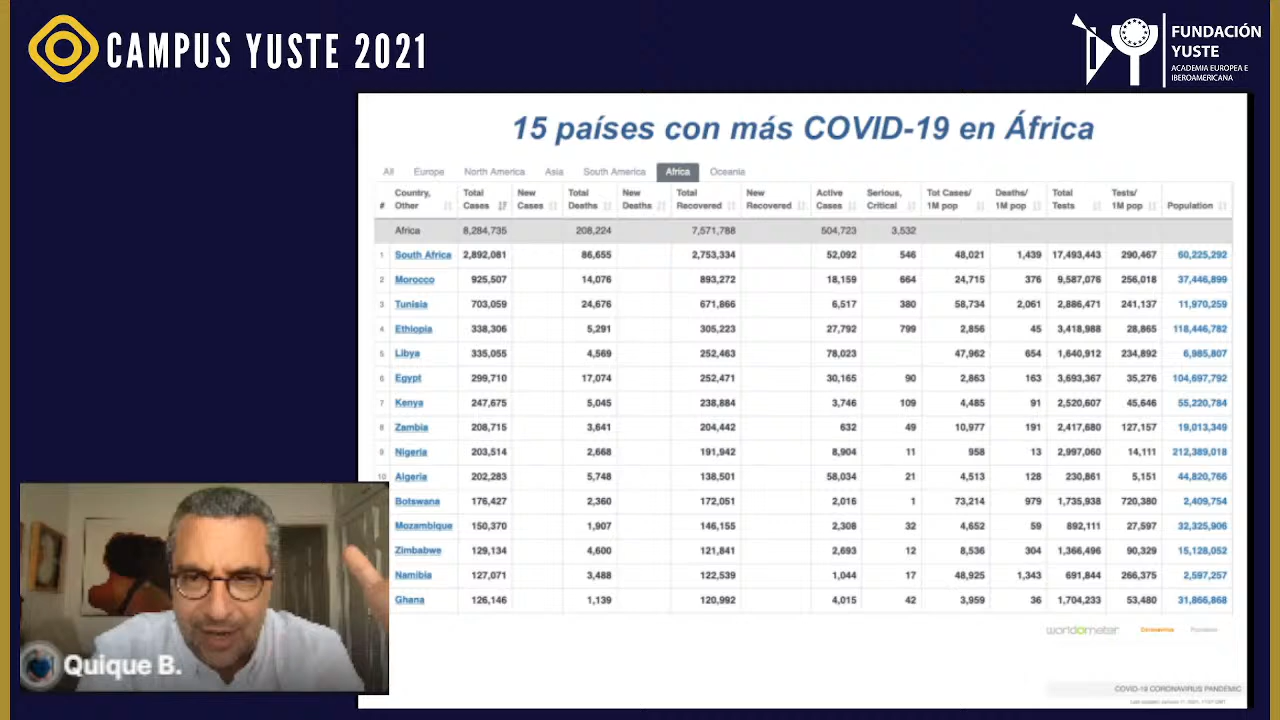 CAMPUS YUSTE 2021
FUNDACIÓN
YUSTE
ACADEMIA EUROPEA E
IBEROAMERICANA
15 países con más COVID-19 en África
All Europe North America Asia South America Africa Oceania
# Country, Other Total Cases New Cases Total Deaths New Deaths Total Recovered New Recovered Active Cases Serious, Critical Tot Cases/ 1M pop Deaths/ 1M pop Total Tests Tests/ 1M pop Population
Africa 8,284,735 208,224 7,571,788 504,723 3,532
1 South Africa 2,892,081 86,655 2,753,334 52,092 546 48,021 1,439 17,493,443 290,467 60,225,292
2 Morocco 925,507 14,076 893,272 18,159 664 24,715 376 9,587,076 256,018 37,446,899
3 Tunisia 703,059 24,676 671,866 6,517 380 58,734 2,061 2,886,471 241,137 11,970,259
4 Ethiopia 338,306 5,291 305,223 27,792 799 2,856 45 3,418,988 28,865 118,446,782
5 Libya 335,055 4,569 252,463 78,023 47,962 654 1,640,912 234,892 6,985,807
6 Egypt 299,710 17,074 252,471 30,165 90 2,863 163 3,693,367 35,276 104,697,792
7 Kenya 247,675 5,045 238,884 3,746 109 4,485 91 2,520,607 45,646 55,220,784
8 Zambia 208,715 3,641 204,442 632 49 10,977 191 2,417,680 127,157 19,013,349
9 Nigeria 203,514 2,668 191,942 8,904 11 958 13 2,997,060 14,111 212,389,018
10 Algeria 202,283 5,748 138,501 58,034 21 4,513 128 230,861 5,151 44,820,766
Botswana 176,427 2,360 172,051 2,016 1 73,214 979 1,735,938 720,380 2,409,754
Mozambique 150,370 1,907 146,155 2,308 32 4,652 59 892,111 27,597 32,325,906
Zimbabwe 129,134 4,600 121,841 2,693 12 8,536 304 1,366,496 90,329 15,128,052
Namibia 127,071 3,488 122,539 1,044 17 48,925 1,343 691,844 266,375 2,597,257
Ghana 126,146 1,139 120,992 4,015 42 3,959 36 1,704,233 53,480 31,866,868
worldometer Coronavirus Population
COVID-19 CORONAVIRUS PANDEMIC
Quique B.